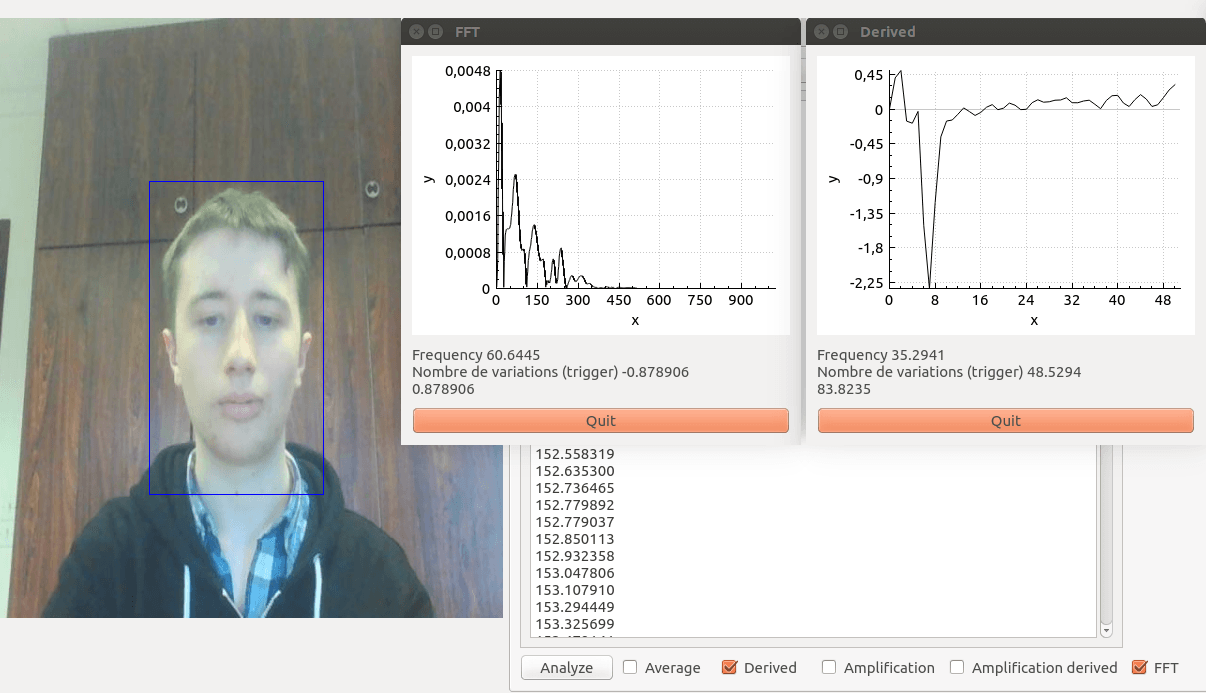 FFT
0,0048
0,004
0,0032
0,0024
0,0016
0,0008
0
y
0 150 300 450 600 750 900
x
Frequency 60.6445
Nombre de variations (trigger) -0.878906
0.878906
Quit
Derived
0,45
0
-0,45
-0,9
-1,35
-1,8
-2,25
y
0 8 16 24 32 40 48
x
Frequency 35.2941
Nombre de variations (trigger) 48.5294
83.8235
Quit
152.558319
152.635300
152.736465
152.779892
152.779037
152.850113
152.932358
153.047806
153.107910
153.294449
153.325699
Analyze Average Derived Amplification Amplification derived FFT